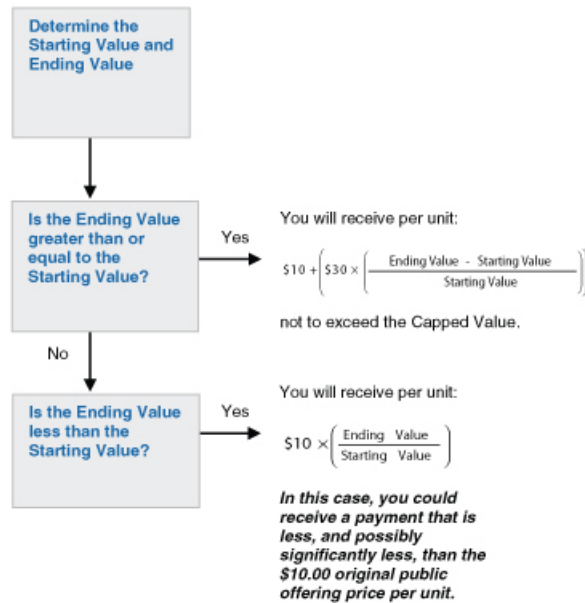 Determine the
Starting Value and
Ending Value
Is the Ending Value
greater than or
equal to the
Starting Value?
Yes
You will receive per unit:
$10 + ( $30 × ( Ending Value - Starting Value
Starting Value ) )
not to exceed the Capped Value.
No
Is the Ending Value
less than the
Starting Value?
Yes
You will receive per unit:
$10 × ( Ending Value
Starting Value )
In this case, you could
receive a payment that is
less, and possibly
significantly less, than the
$10.00 original public
offering price per unit.